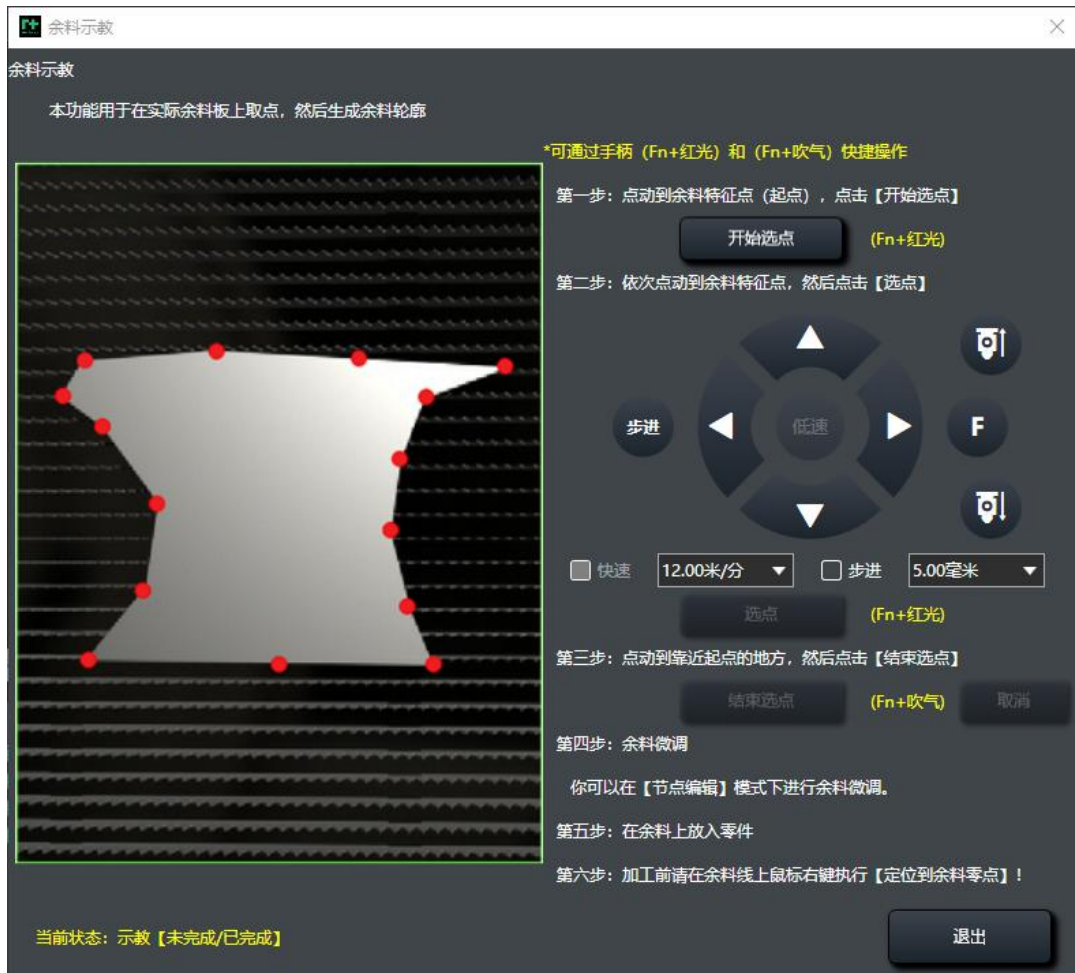 余料示教
余料示教
本功能用于在实际余料板上取点，然后生成余料轮廓
*可通过手柄（Fn+红光）和（Fn+吹气）快捷操作
第一步：点动到余料特征点（起点），点击【开始选点】
开始选点 (Fn+红光)
第二步：依次点动到余料特征点，然后点击【选点】
步进 低速 F
快速 12.00米/分 步进 5.00毫米
选点 (Fn+红光)
第三步：点动到靠近起点的地方，然后点击【结束选点】
结束选点 (Fn+吹气) 取消
第四步：余料微调
你可以在【节点编辑】模式下进行余料微调。
第五步：在余料上放入零件
第六步：加工前请在余料线上鼠标右键执行【定位到余料零点】!
当前状态：示教【未完成/已完成】 退出